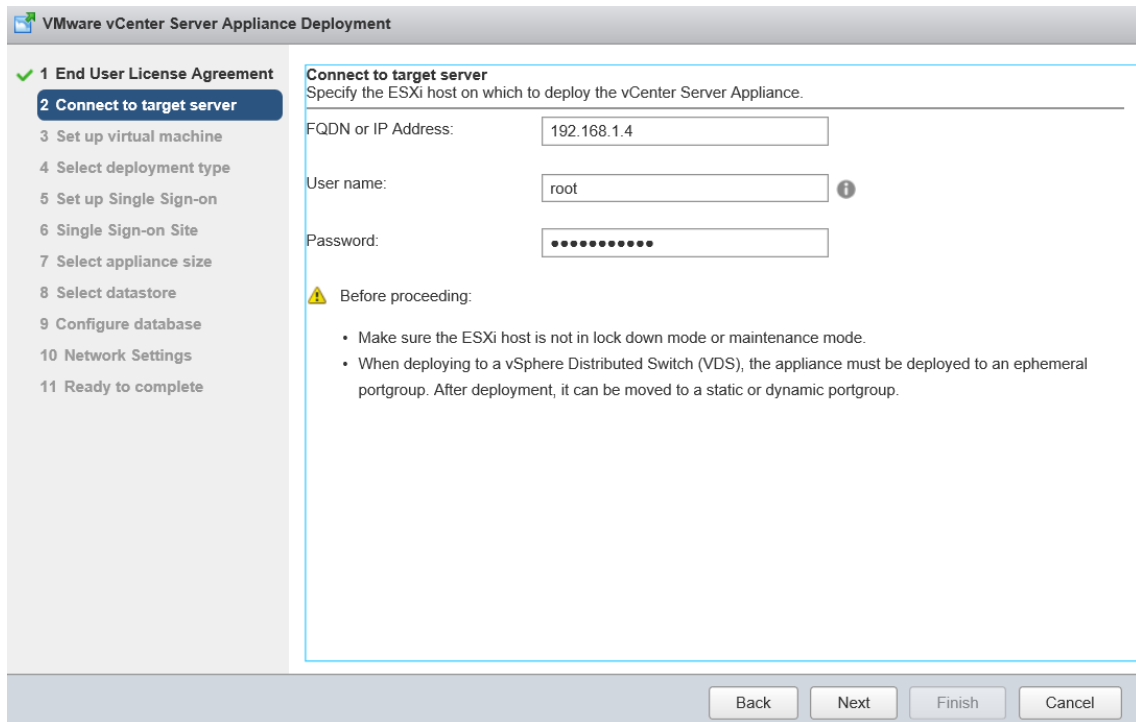 VMware vCenter Server Appliance Deployment
1 End User License Agreement
2 Connect to target server
3 Set up virtual machine
4 Select deployment type
5 Set up Single Sign-on
6 Single Sign-on Site
7 Select appliance size
8 Select datastore
9 Configure database
10 Network Settings
11 Ready to complete
Connect to target server
Specify the ESXi host on which to deploy the vCenter Server Appliance.
FQDN or IP Address: 192.168.1.4
User name: root
Password: •••••••••••
Before proceeding:
• Make sure the ESXi host is not in lock down mode or maintenance mode.
• When deploying to a vSphere Distributed Switch (VDS), the appliance must be deployed to an ephemeral
portgroup. After deployment, it can be moved to a static or dynamic portgroup.
Back Next Finish Cancel